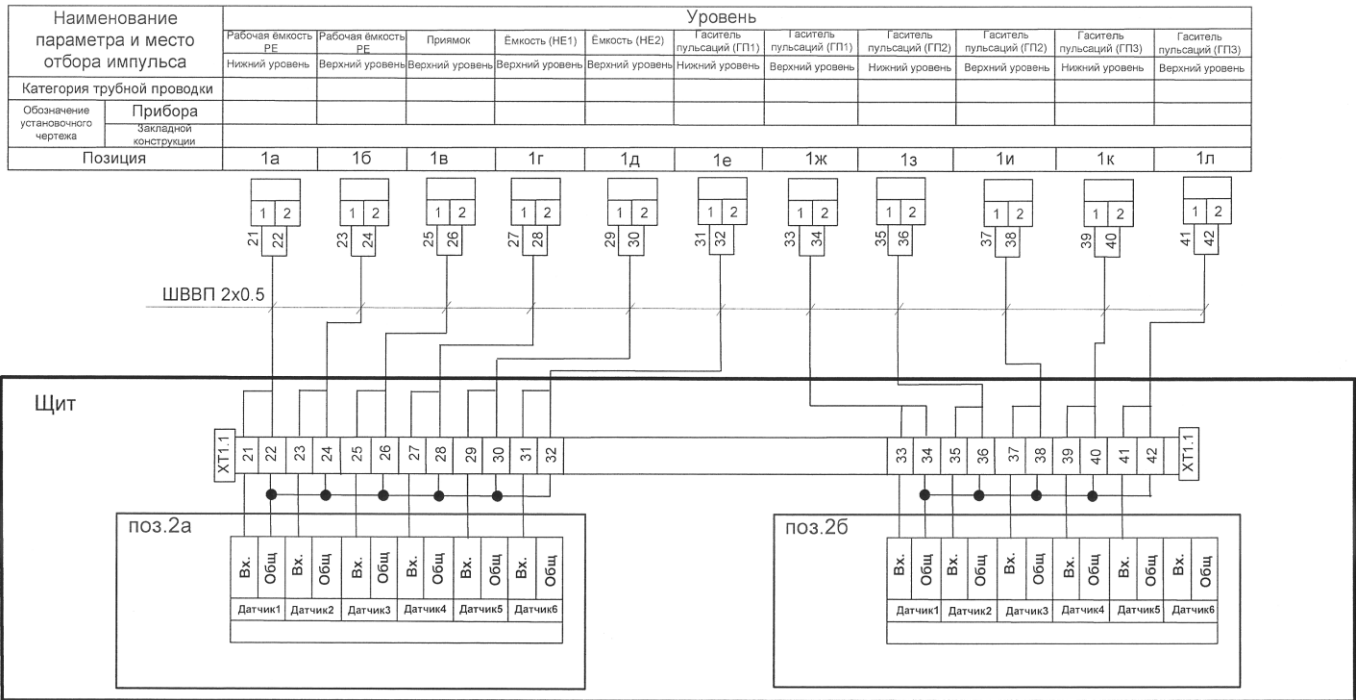 Наименование
параметра и место
отбора импульса
Уровень
Рабочая ёмкость
РЕ
Рабочая ёмкость
РЕ
Приямок
Ёмкость (НЕ1)
Ёмкость (НЕ2)
Гаситель
пульсаций (ГП1)
Гаситель
пульсаций (ГП1)
Гаситель
пульсаций (ГП2)
Гаситель
пульсаций (ГП2)
Гаситель
пульсаций (ГП3)
Гаситель
пульсаций (ГП3)
Нижний уровень
Верхний уровень
Верхний уровень
Верхний уровень
Верхний уровень
Нижний уровень
Верхний уровень
Нижний уровень
Верхний уровень
Нижний уровень
Верхний уровень
Категория трубной проводки
Обозначение
установочного
чертежа
Прибора
Закладной
конструкции
Позиция
1а
1б
1в
1г
1д
1е
1ж
1з
1и
1к
1л
1 2
1 2
1 2
1 2
1 2
1 2
1 2
1 2
1 2
1 2
1 2
21 22
23 24
25 26
27 28
29 30
31 32
33 34
35 36
37 38
39 40
41 42
ШВВП 2х0.5
Щит
XT1.1
21 22 23 24 25 26 27 28 29 30 31 32
33 34 35 36 37 38 39 40 41 42
XT1.1
поз.2а
Вх. Общ Вх. Общ Вх. Общ Вх. Общ Вх. Общ Вх. Общ
Датчик1 Датчик2 Датчик3 Датчик4 Датчик5 Датчик6
поз.2б
Вх. Общ Вх. Общ Вх. Общ Вх. Общ Вх. Общ Вх. Общ
Датчик1 Датчик2 Датчик3 Датчик4 Датчик5 Датчик6